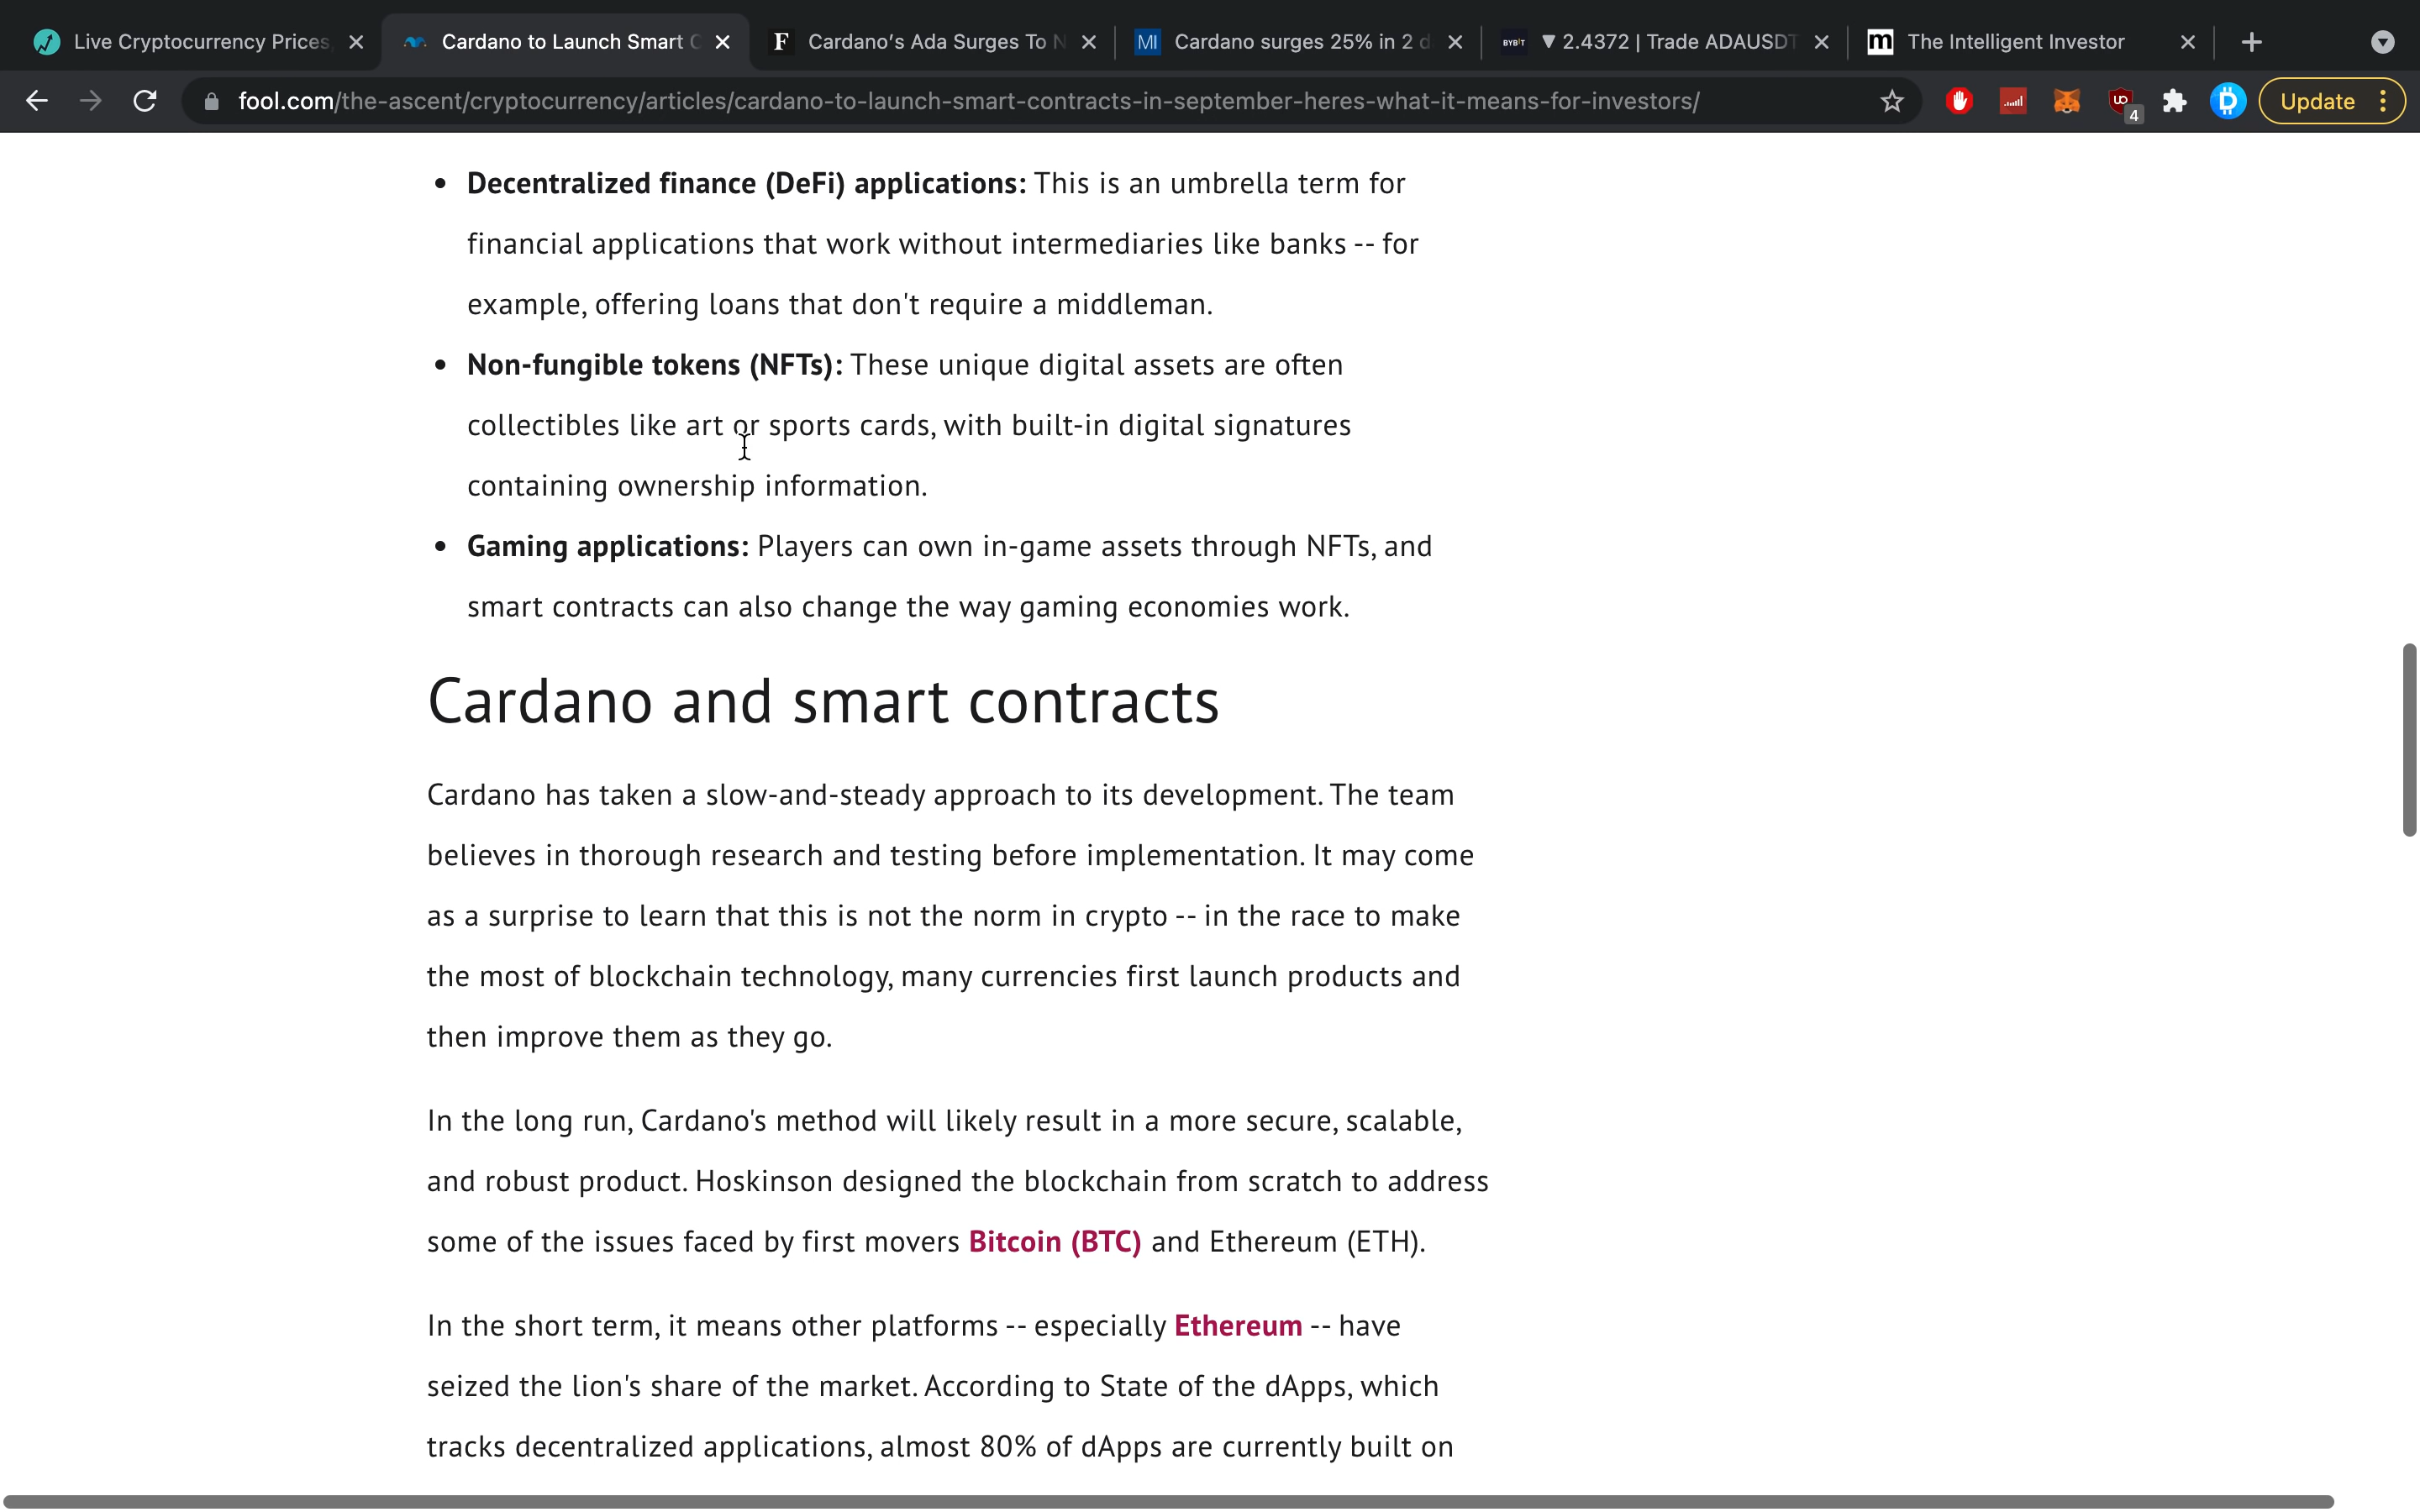 Live Cryptocurrency Prices,
Cardano to Launch Smart C
F
Cardano's Ada Surges To N
MI
Cardano surges 25% in 2 d
BYBIT
▼ 2.4372 | Trade ADAUSDT
m
The Intelligent Investor
fool.com/the-ascent/cryptocurrency/articles/cardano-to-launch-smart-contracts-in-september-heres-what-it-means-for-investors/
4
Update
• Decentralized finance (DeFi) applications: This is an umbrella term for
financial applications that work without intermediaries like banks -- for
example, offering loans that don't require a middleman.
• Non-fungible tokens (NFTs): These unique digital assets are often
collectibles like art or sports cards, with built-in digital signatures
containing ownership information.
• Gaming applications: Players can own in-game assets through NFTs, and
smart contracts can also change the way gaming economies work.
Cardano and smart contracts
Cardano has taken a slow-and-steady approach to its development. The team
believes in thorough research and testing before implementation. It may come
as a surprise to learn that this is not the norm in crypto -- in the race to make
the most of blockchain technology, many currencies first launch products and
then improve them as they go.
In the long run, Cardano's method will likely result in a more secure, scalable,
and robust product. Hoskinson designed the blockchain from scratch to address
some of the issues faced by first movers Bitcoin (BTC) and Ethereum (ETH).
In the short term, it means other platforms -- especially Ethereum -- have
seized the lion's share of the market. According to State of the dApps, which
tracks decentralized applications, almost 80% of dApps are currently built on